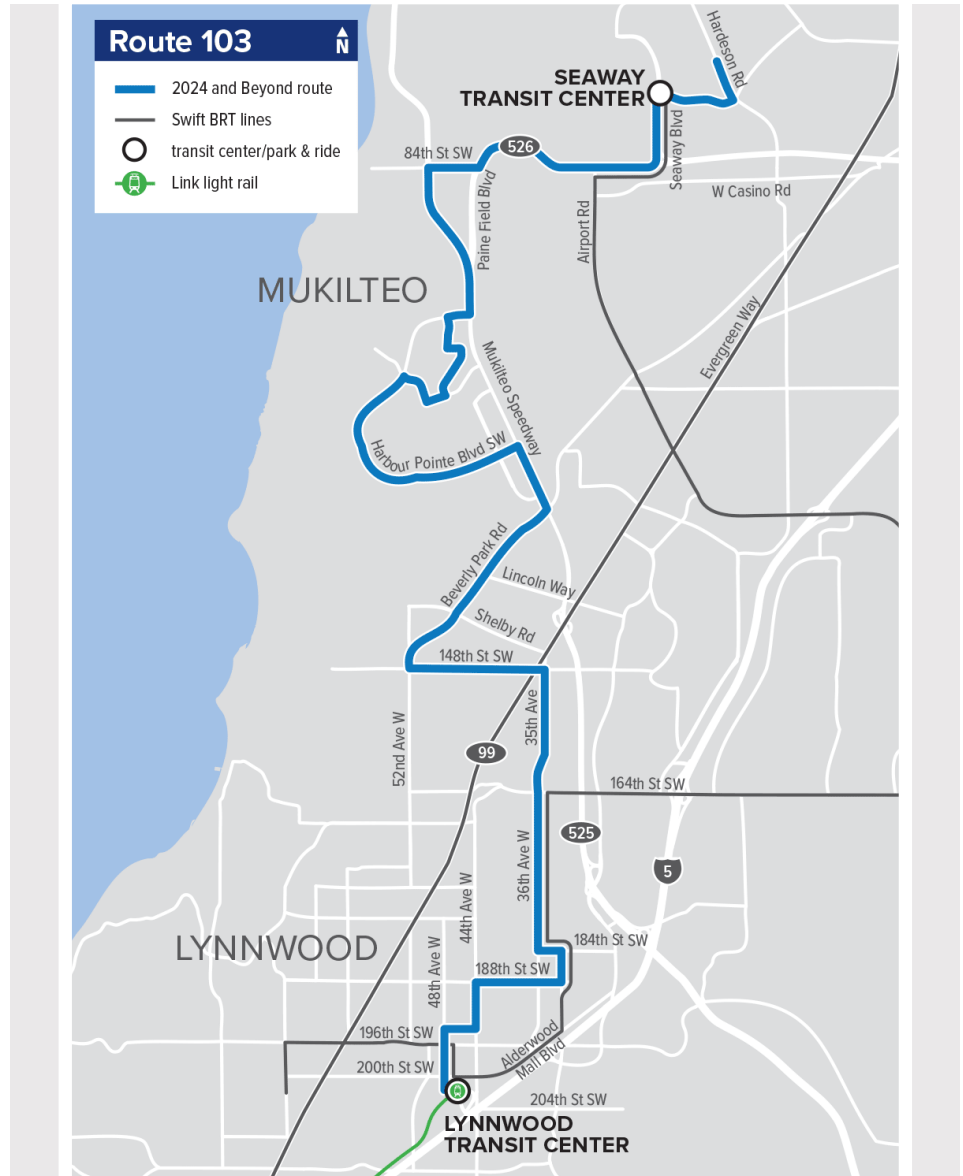 Route 103
N
2024 and Beyond route
Swift BRT lines
transit center/park & ride
Link light rail
Hardeson Rd
SEAWAY
TRANSIT CENTER
526
84th St SW
Seaway Blvd
W Casino Rd
Paine Field Blvd
Airport Rd
MUKILTEO
Evergreen Way
Mukilteo Speedway
Harbour Pointe Blvd SW
Beverly Park Rd
Lincoln Way
Shelby Rd
148th St SW
35th Ave
52nd Ave W
99
164th St SW
525
36th Ave W
5
44th Ave W
LYNNWOOD
184th St SW
48th Ave W
188th St SW
196th St SW
Alderwood
Mall Blvd
200th St SW
204th St SW
LYNNWOOD
TRANSIT CENTER